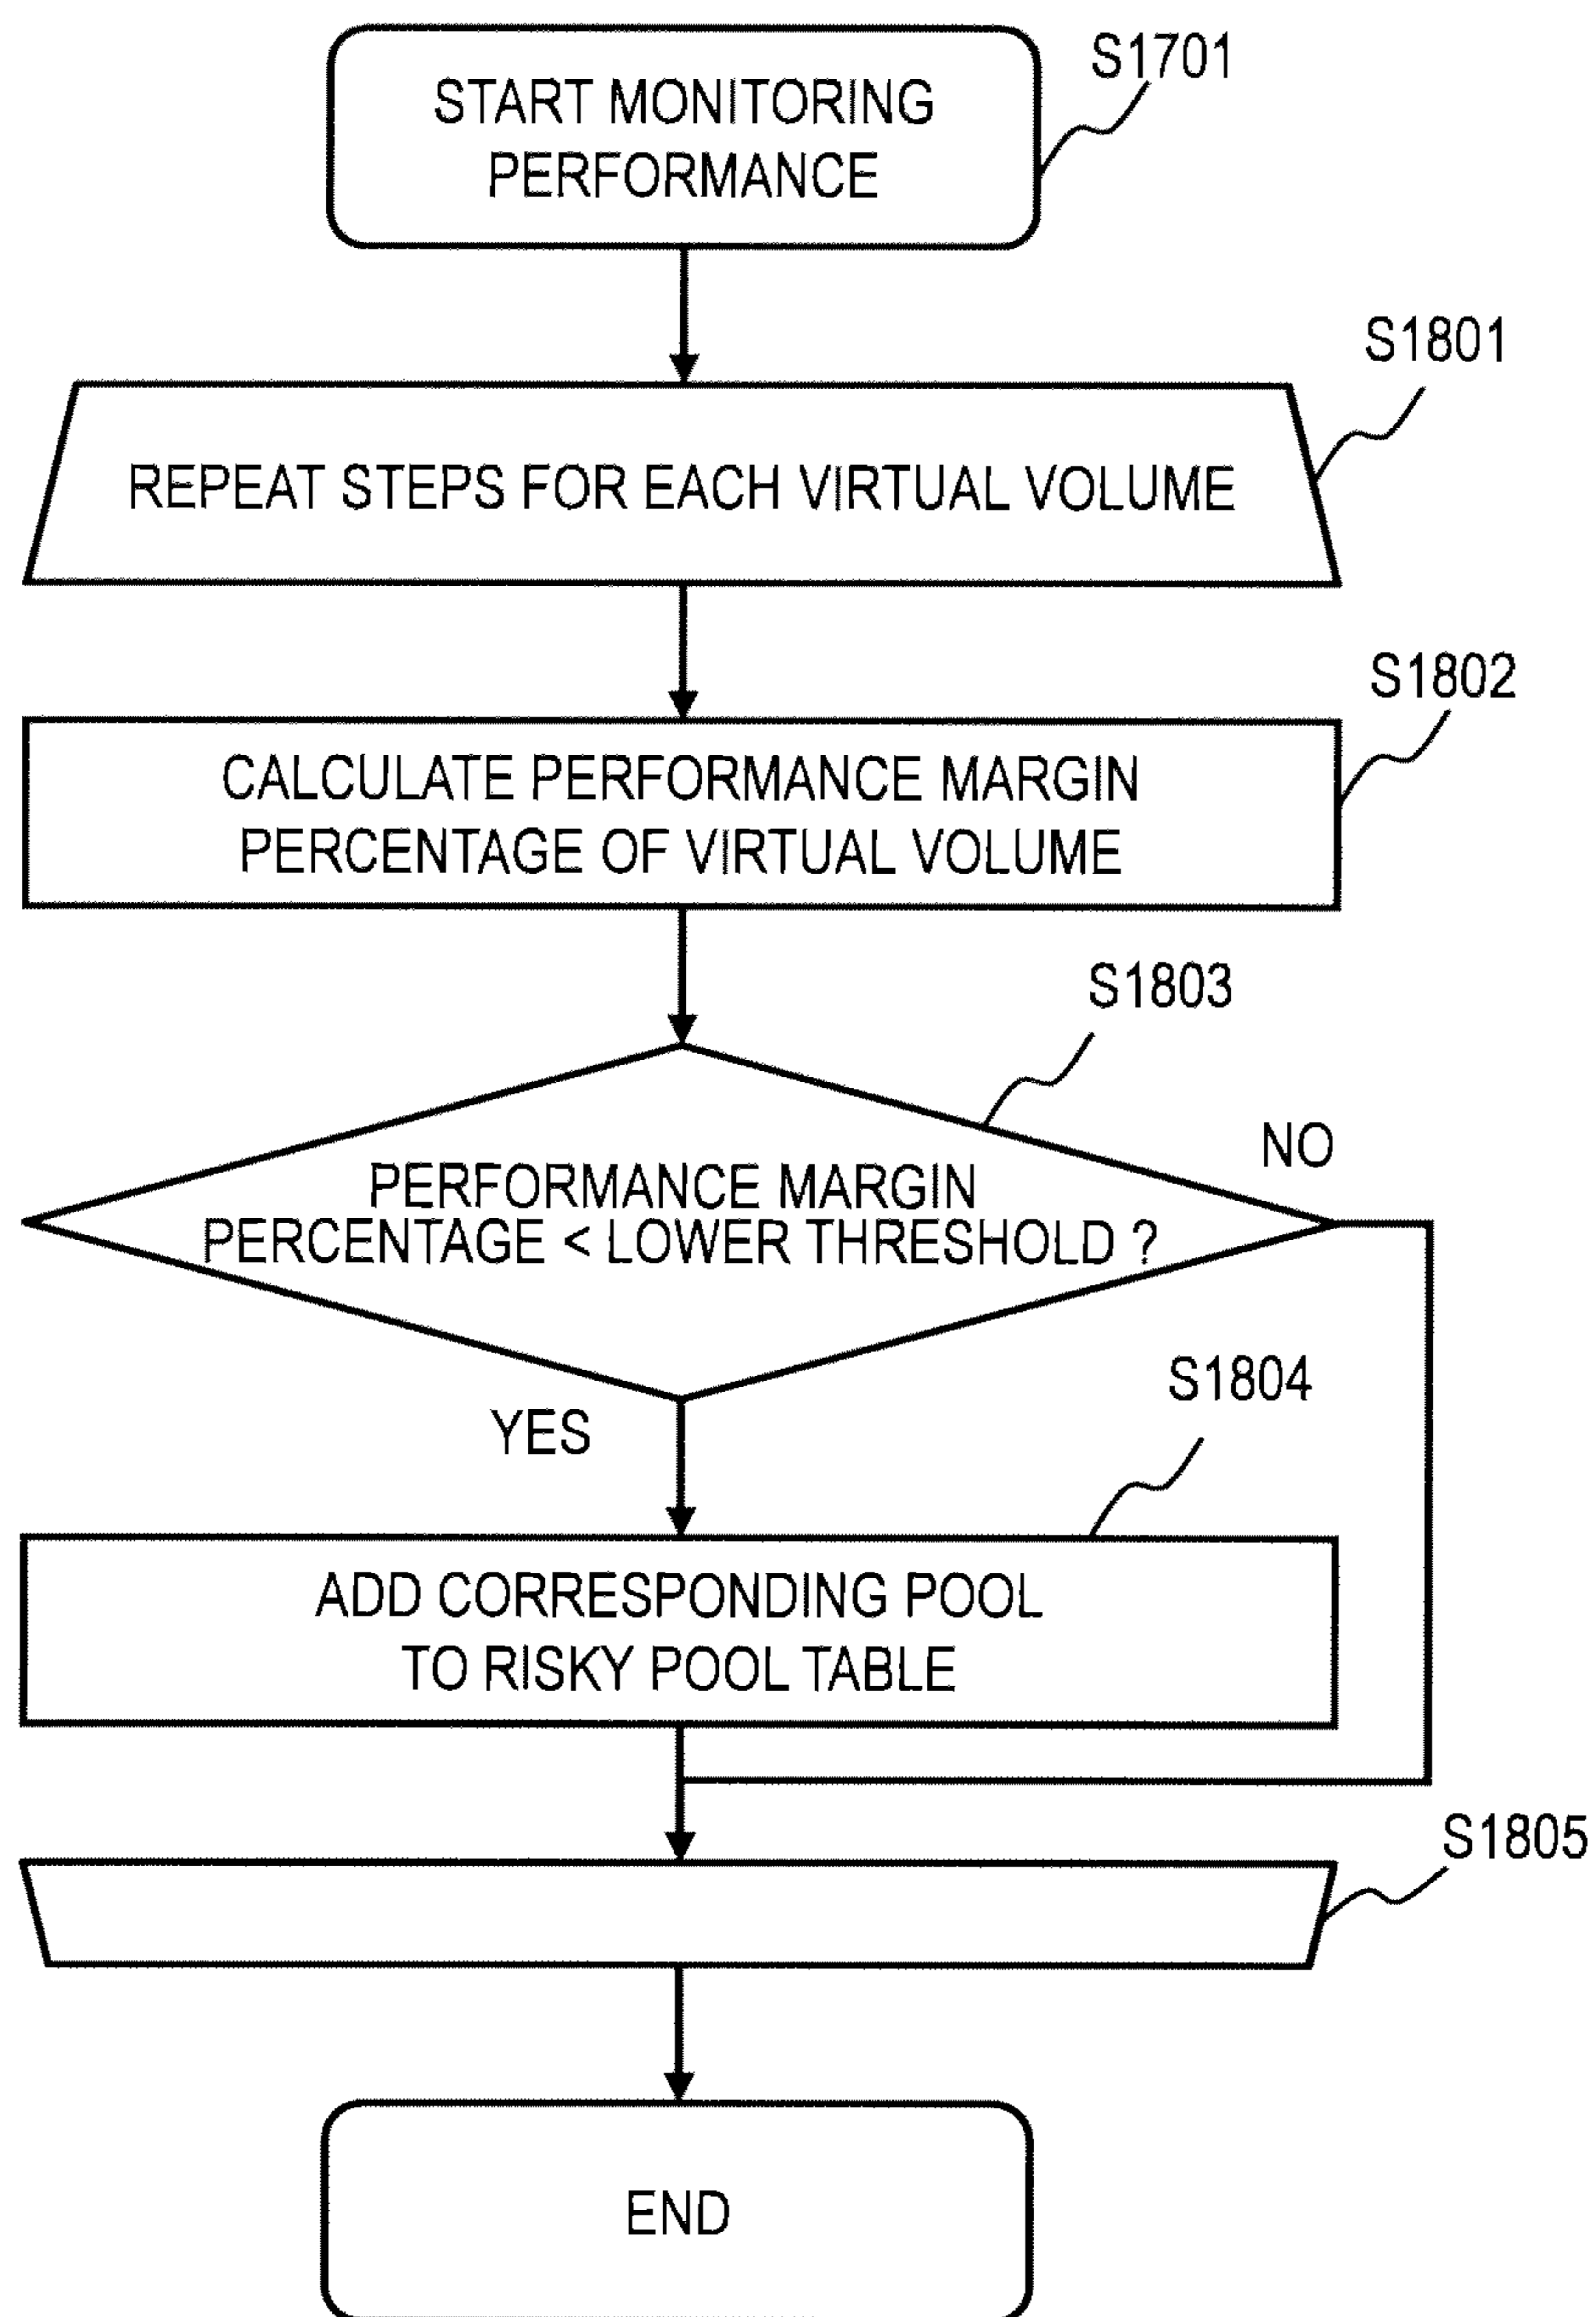 START MONITORING
PERFORMANCE
S1701
REPEAT STEPS FOR EACH VIRTUAL VOLUME
S1801
CALCULATE PERFORMANCE MARGIN
PERCENTAGE OF VIRTUAL VOLUME
S1802
PERFORMANCE MARGIN
PERCENTAGE < LOWER THRESHOLD ?
S1803
NO
YES
ADD CORRESPONDING POOL
TO RISKY POOL TABLE
S1804
S1805
END